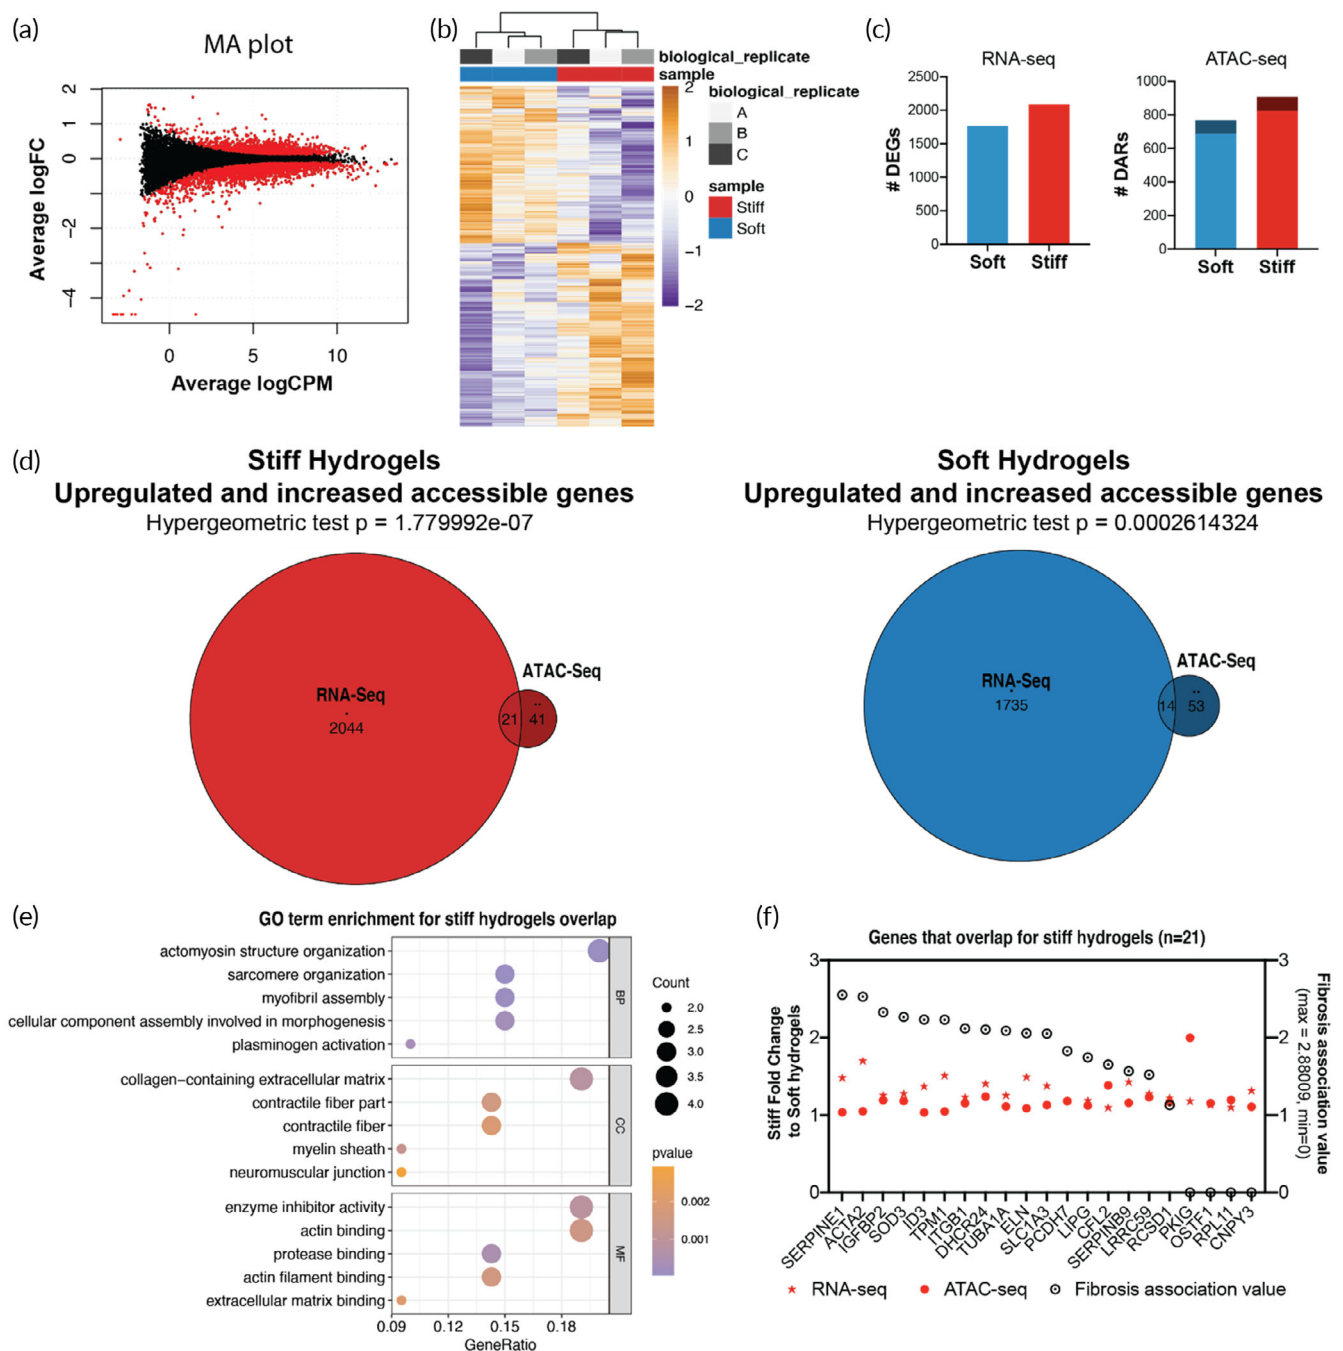 (a)
MA plot
2
1
0
−2
−4
Average logFC
0
5
10
Average logCPM
(b)
biological_replicate
sample
2
1
0
−1
−2
biological_replicate
A
B
C
sample
Stiff
Soft
(c)
RNA-seq
2500
2000
1500
1000
500
0
# DEGs
Soft
Stiff
ATAC-seq
1000
800
600
400
200
0
# DARs
Soft
Stiff
(d)
Stiff Hydrogels
Upregulated and increased accessible genes
Hypergeometric test p = 1.779992e-07
RNA-Seq
2044
ATAC-Seq
21
41
Soft Hydrogels
Upregulated and increased accessible genes
Hypergeometric test p = 0.0002614324
RNA-Seq
1735
ATAC-Seq
14
53
(e)
GO term enrichment for stiff hydrogels overlap
actomyosin structure organization
sarcomere organization
myofibril assembly
cellular component assembly involved in morphogenesis
plasminogen activation
BP
collagen−containing extracellular matrix
contractile fiber part
contractile fiber
myelin sheath
neuromuscular junction
CC
enzyme inhibitor activity
actin binding
protease binding
actin filament binding
extracellular matrix binding
MF
0.09
0.12
0.15
0.18
GeneRatio
Count
2.0
2.5
3.0
3.5
4.0
pvalue
0.002
0.001
(f)
Genes that overlap for stiff hydrogels (n=21)
3
2
1
0
Stiff Fold Change
to Soft hydrogels
3
2
1
0
Fibrosis association value
(max = 2.88009, min=0)
SERPINE1
ACTA2
IGFBP2
SOD3
ID3
TPM1
ITGB1
DHCR24
TUBA1A
ELN
SLC1A3
PCDH7
LIPG
CFL2
SERPINB9
LRRC59
RCSD1
PKIG
OSTF1
RPL11
CNPY3
RNA-seq
ATAC-seq
Fibrosis association value